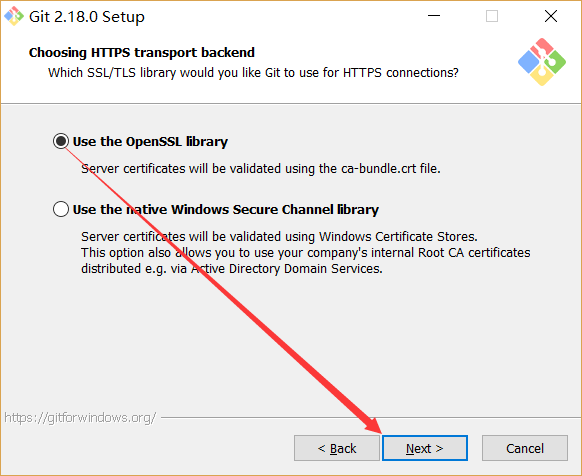 Git 2.18.0 Setup
Choosing HTTPS transport backend
Which SSL/TLS library would you like Git to use for HTTPS connections?
Use the OpenSSL library
Server certificates will be validated using the ca-bundle.crt file.
Use the native Windows Secure Channel library
Server certificates will be validated using Windows Certificate Stores.
This option also allows you to use your company's internal Root CA certificates
distributed e.g. via Active Directory Domain Services.
https://gitforwindows.org/
< Back
Next >
Cancel